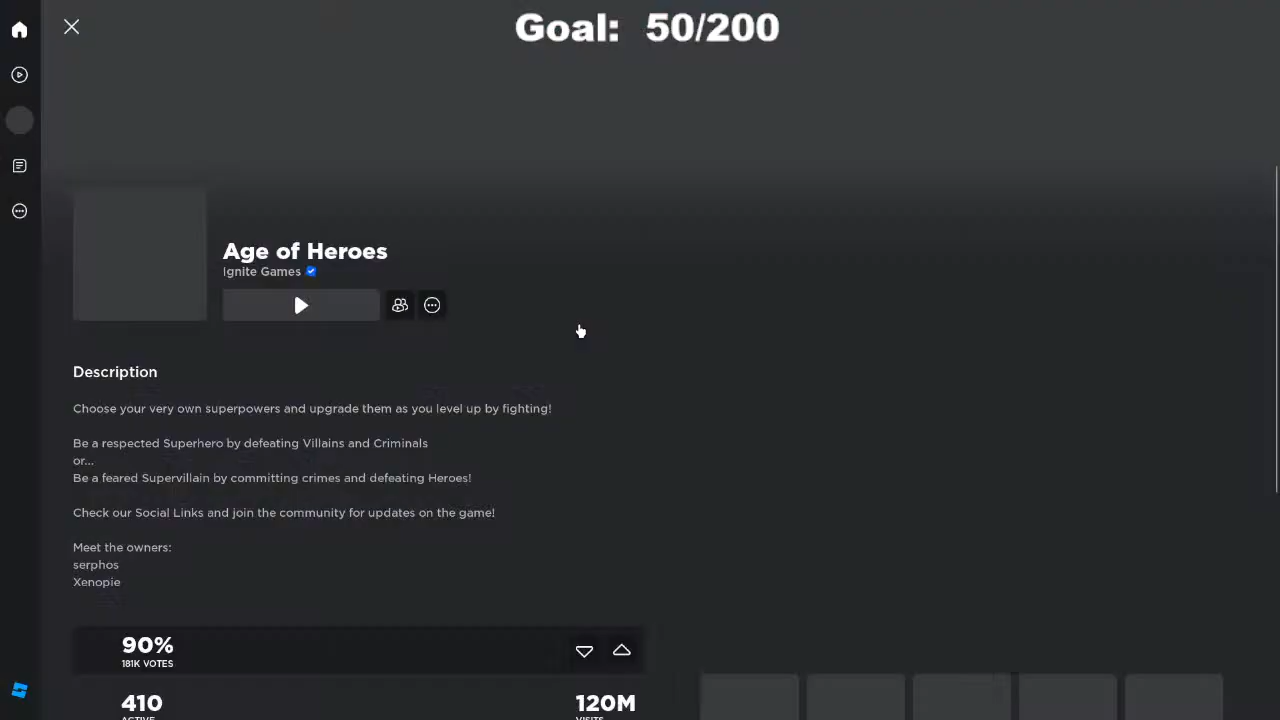 Goal: 50/200
Age of Heroes
Ignite Games
Description
Choose your very own superpowers and upgrade them as you level up by fighting!
Be a respected Superhero by defeating Villains and Criminals
or...
Be a feared Supervillain by committing crimes and defeating Heroes!
Check our Social Links and join the community for updates on the game!
Meet the owners:
serphos
Xenopie
90%
181K VOTES
410 120M
ACTIVE VISITS